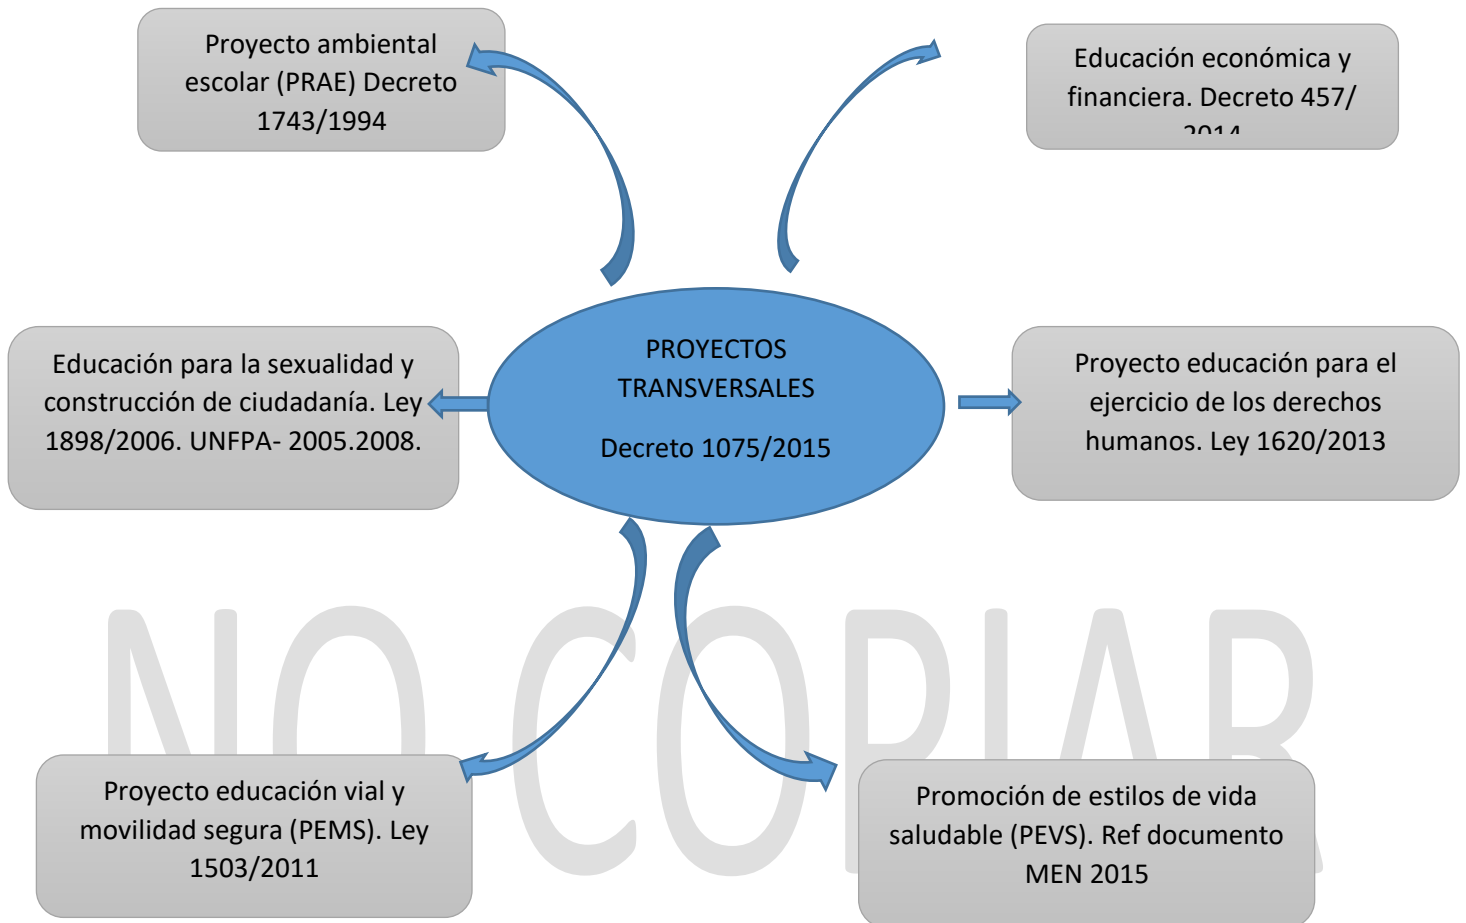 Proyecto ambiental
escolar (PRAE) Decreto
1743/1994
Educación económica y
financiera. Decreto 457/
2014
PROYECTOS
TRANSVERSALES
Decreto 1075/2015
Educación para la sexualidad y
construcción de ciudadanía. Ley
1898/2006. UNFPA- 2005.2008.
Proyecto educación para el
ejercicio de los derechos
humanos. Ley 1620/2013
Proyecto educación vial y
movilidad segura (PEMS). Ley
1503/2011
Promoción de estilos de vida
saludable (PEVS). Ref documento
MEN 2015
NO COPIAR